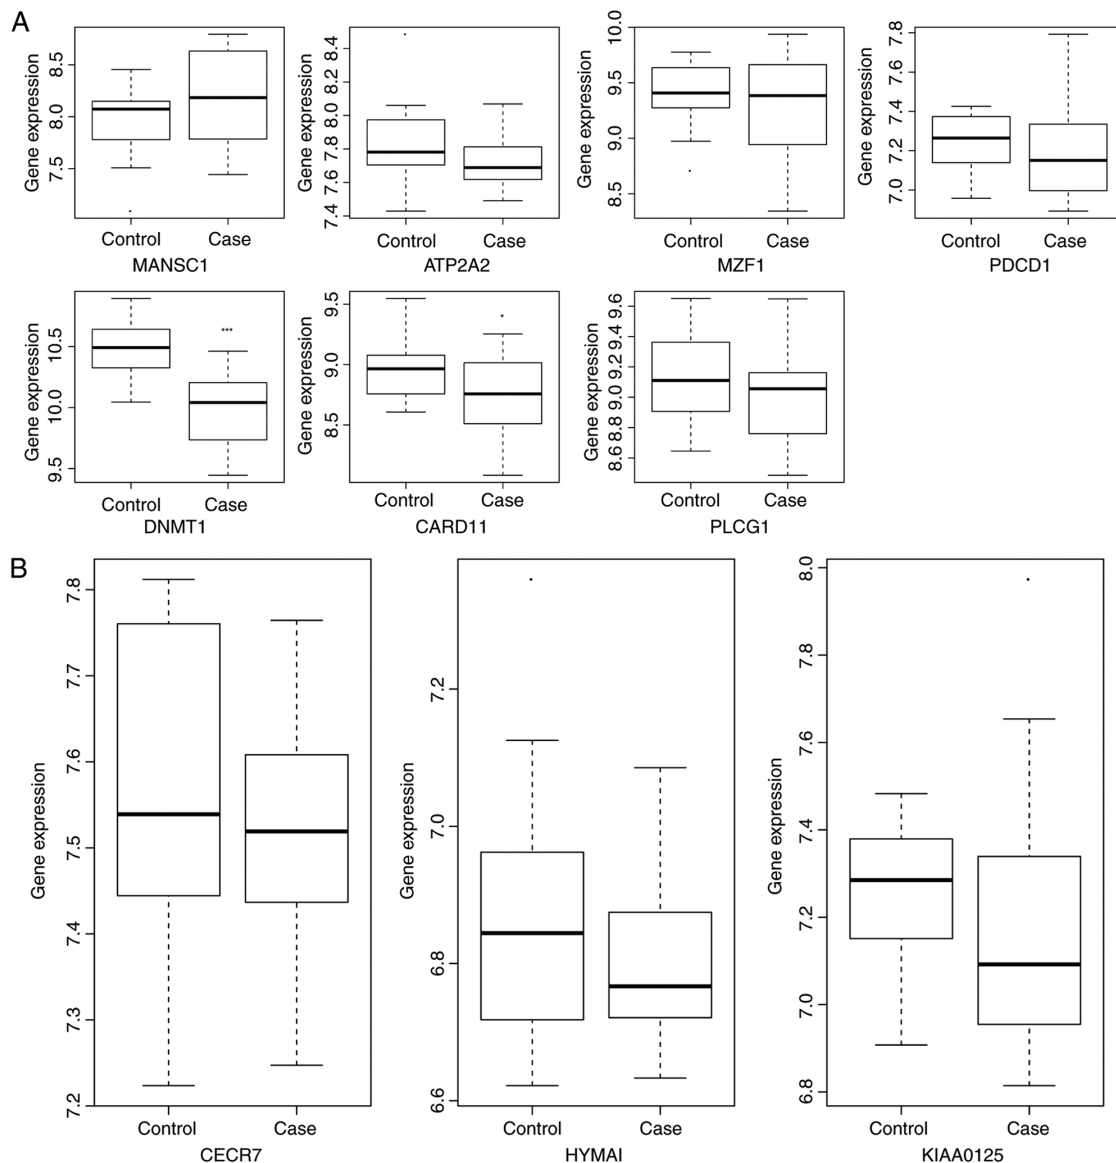 A
Gene expression
8.5
8.0
7.5
Control Case
MANSC1
Gene expression
8.4
8.2
8.0
7.8
7.6
7.4
Control Case
ATP2A2
Gene expression
10.0
9.5
9.0
8.5
Control Case
MZF1
Gene expression
7.8
7.6
7.4
7.2
7.0
Control Case
PDCD1
Gene expression
10.5
10.0
9.5
***
Control Case
DNMT1
Gene expression
9.5
9.0
8.5
*
Control Case
CARD11
Gene expression
9.6
9.4
9.2
9.0
8.8
8.6
Control Case
PLCG1
B
Gene expression
7.8
7.7
7.6
7.5
7.4
7.3
7.2
Control Case
CECR7
Gene expression
7.2
7.0
6.8
6.6
Control Case
HYMAI
Gene expression
8.0
7.8
7.6
7.4
7.2
7.0
6.8
Control Case
KIAA0125